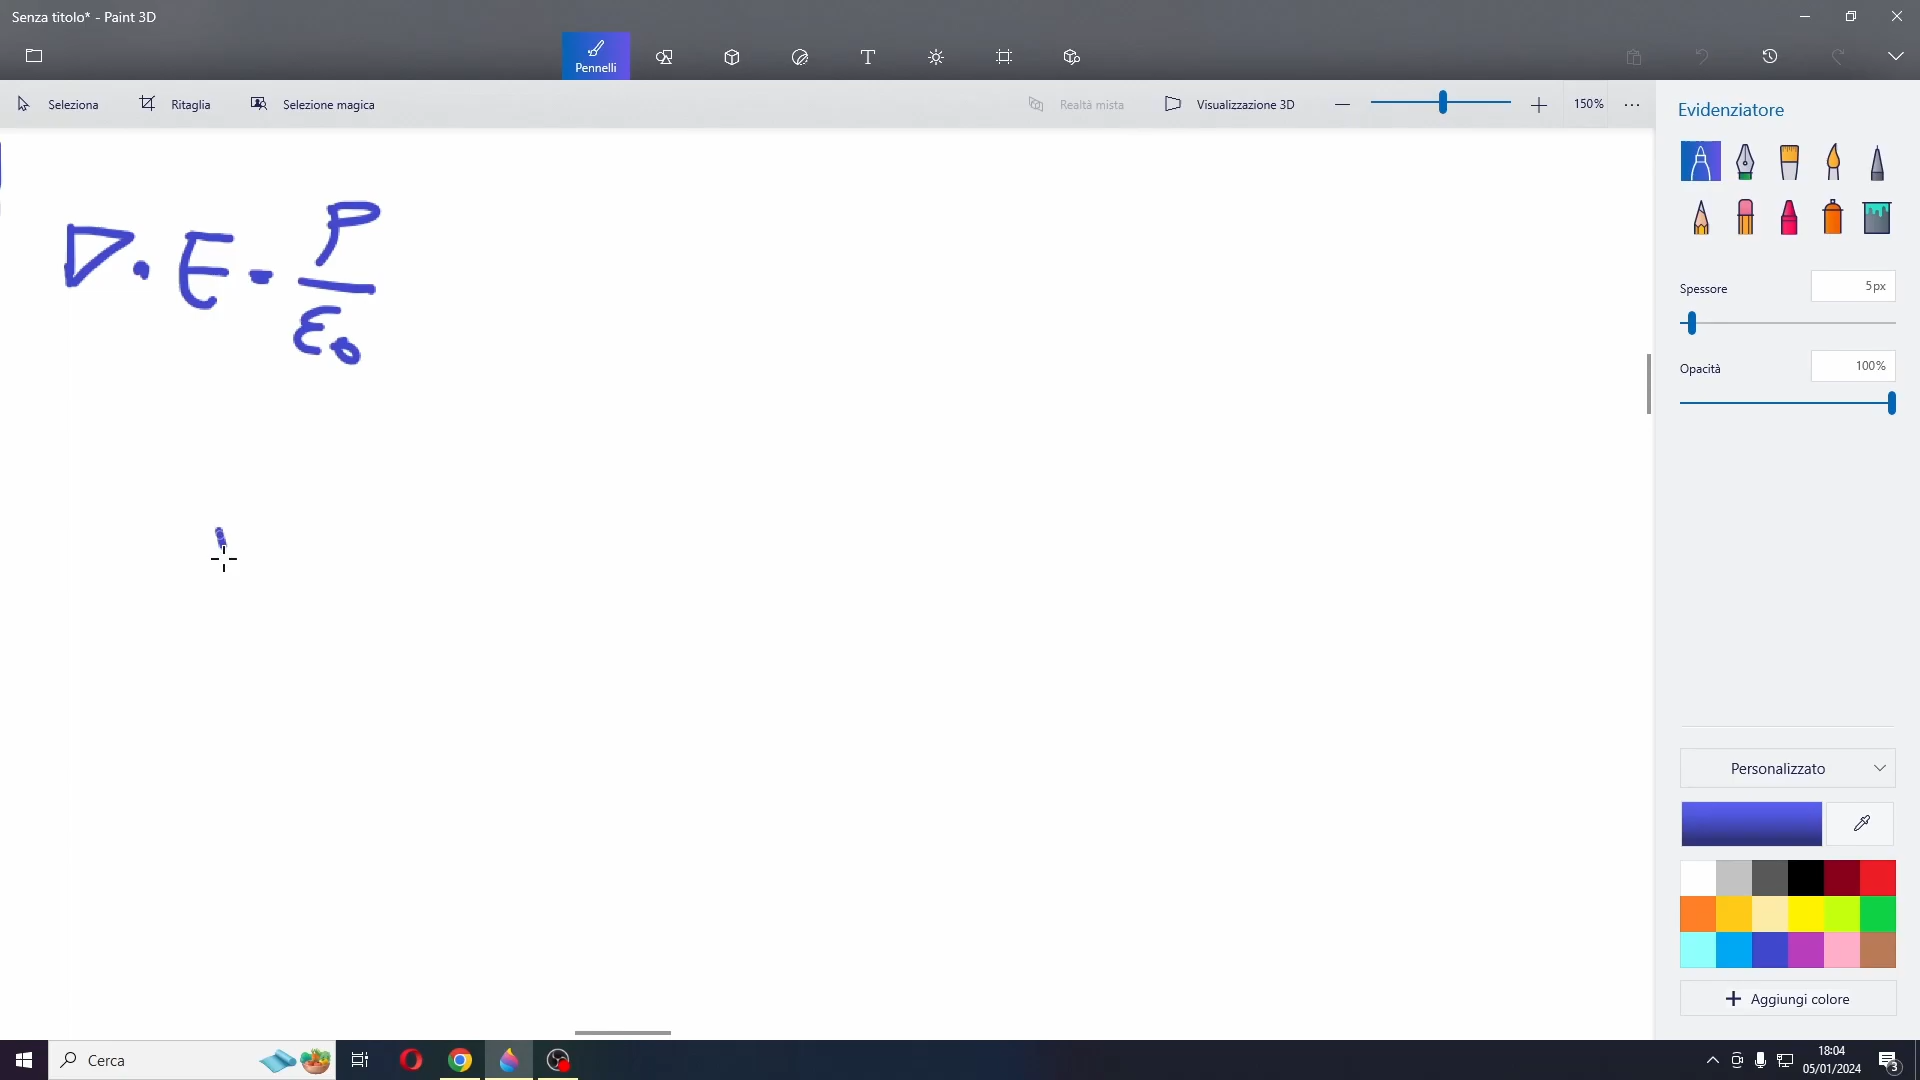 Senza titolo* - Paint 3D
Pennelli
Seleziona
Ritaglia
Selezione magica
Realtà mista
Visualizzazione 3D
150%
Evidenziatore
Spessore
5px
Opacità
100%
∇ · E = ρ
ε₀
Personalizzato
Aggiungi colore
Cerca
18:04
05/01/2024
3